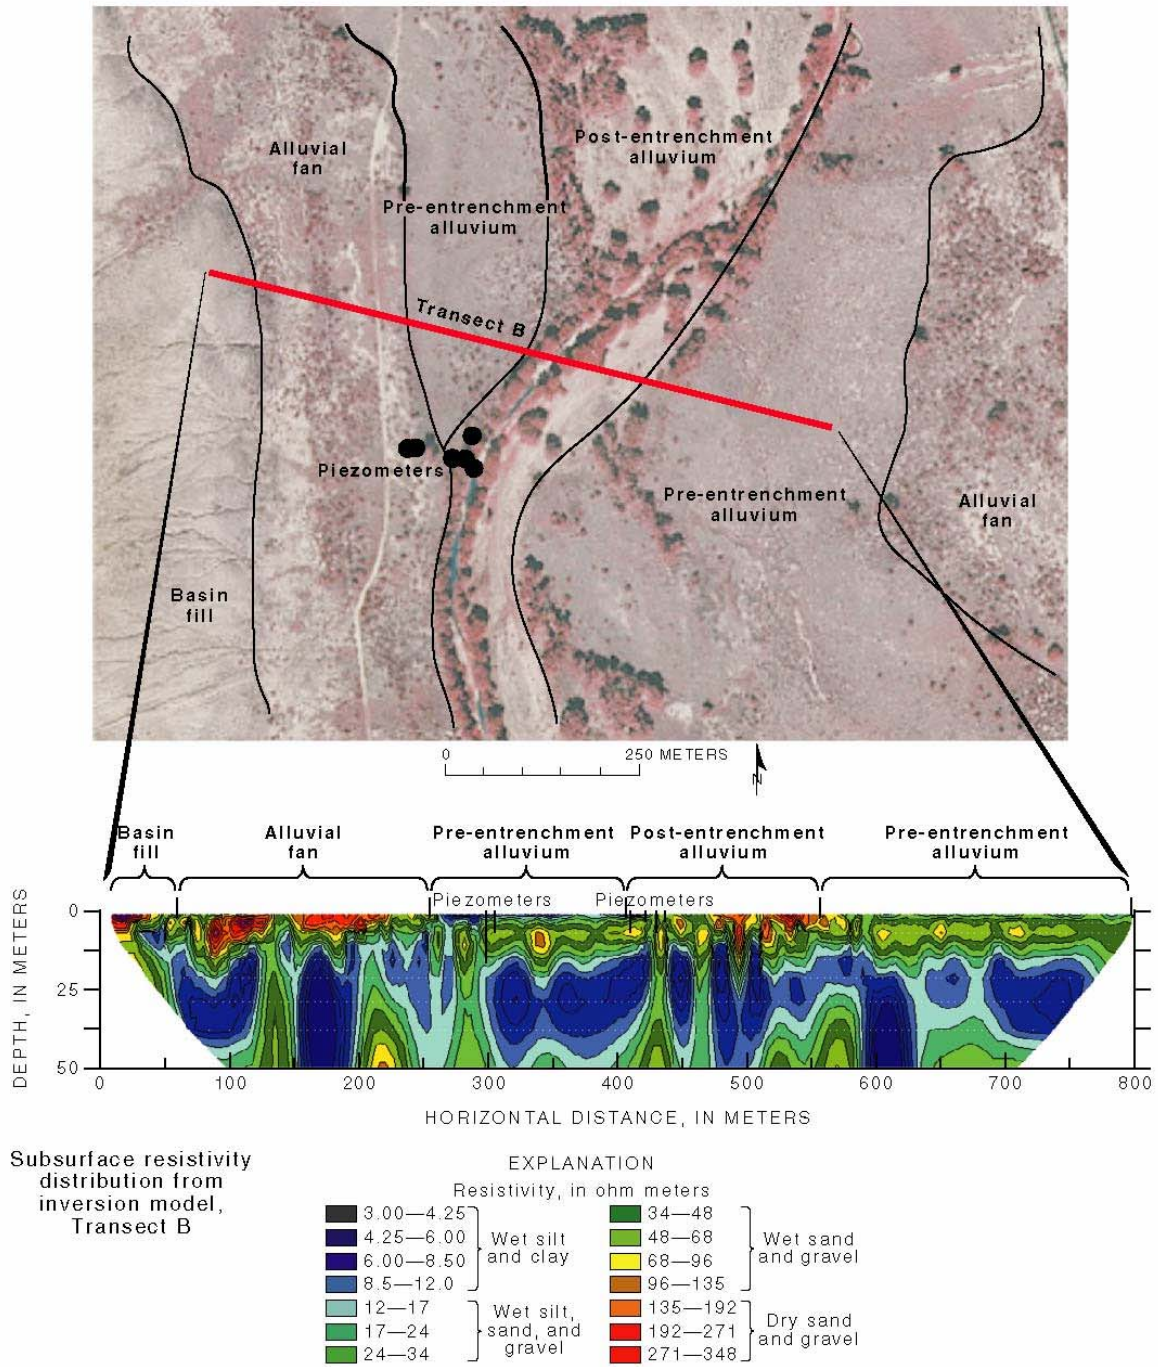 Alluvial
fan
Post-entrenchment
alluvium
Pre-entrenchment
alluvium
Transect B
Piezometers
Pre-entrenchment
alluvium
Alluvial
fan
Basin
fill
0 250 METERS
N
Basin
fill
Alluvial
fan
Pre-entrenchment
alluvium
Post-entrenchment
alluvium
Pre-entrenchment
alluvium
Piezometers Piezometers
DEPTH, IN METERS
0
25
50
0 100 200 300 400 500 600 700 800
HORIZONTAL DISTANCE, IN METERS
Subsurface resistivity
distribution from
inversion model,
Transect B
EXPLANATION
Resistivity, in ohm meters
3.00—4.25
4.25—6.00
6.00—8.50
8.5—12.0
Wet silt
and clay
12—17
17—24
24—34
Wet silt,
sand, and
gravel
34—48
48—68
68—96
96—135
Wet sand
and gravel
135—192
192—271
271—348
Dry sand
and gravel